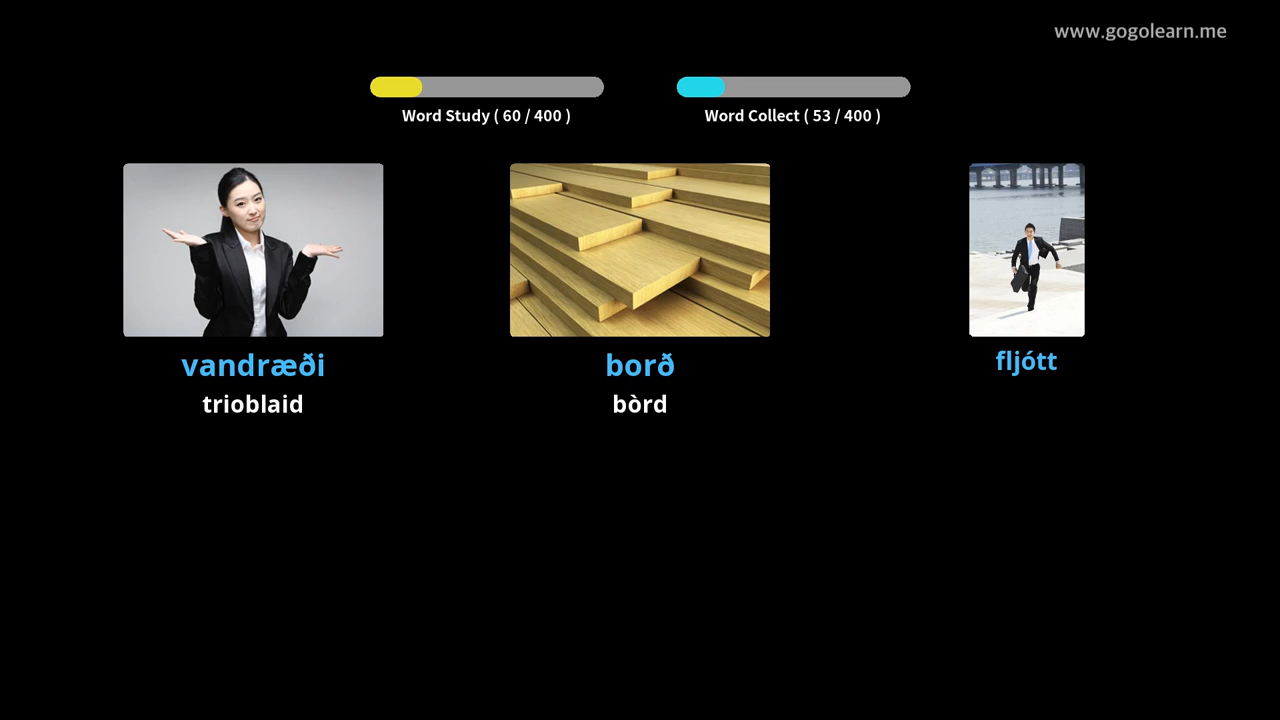 www.gogolearn.me
Word Study ( 60 / 400 )
Word Collect ( 53 / 400 )
vandræði
trioblaid
borð
bòrd
fljótt